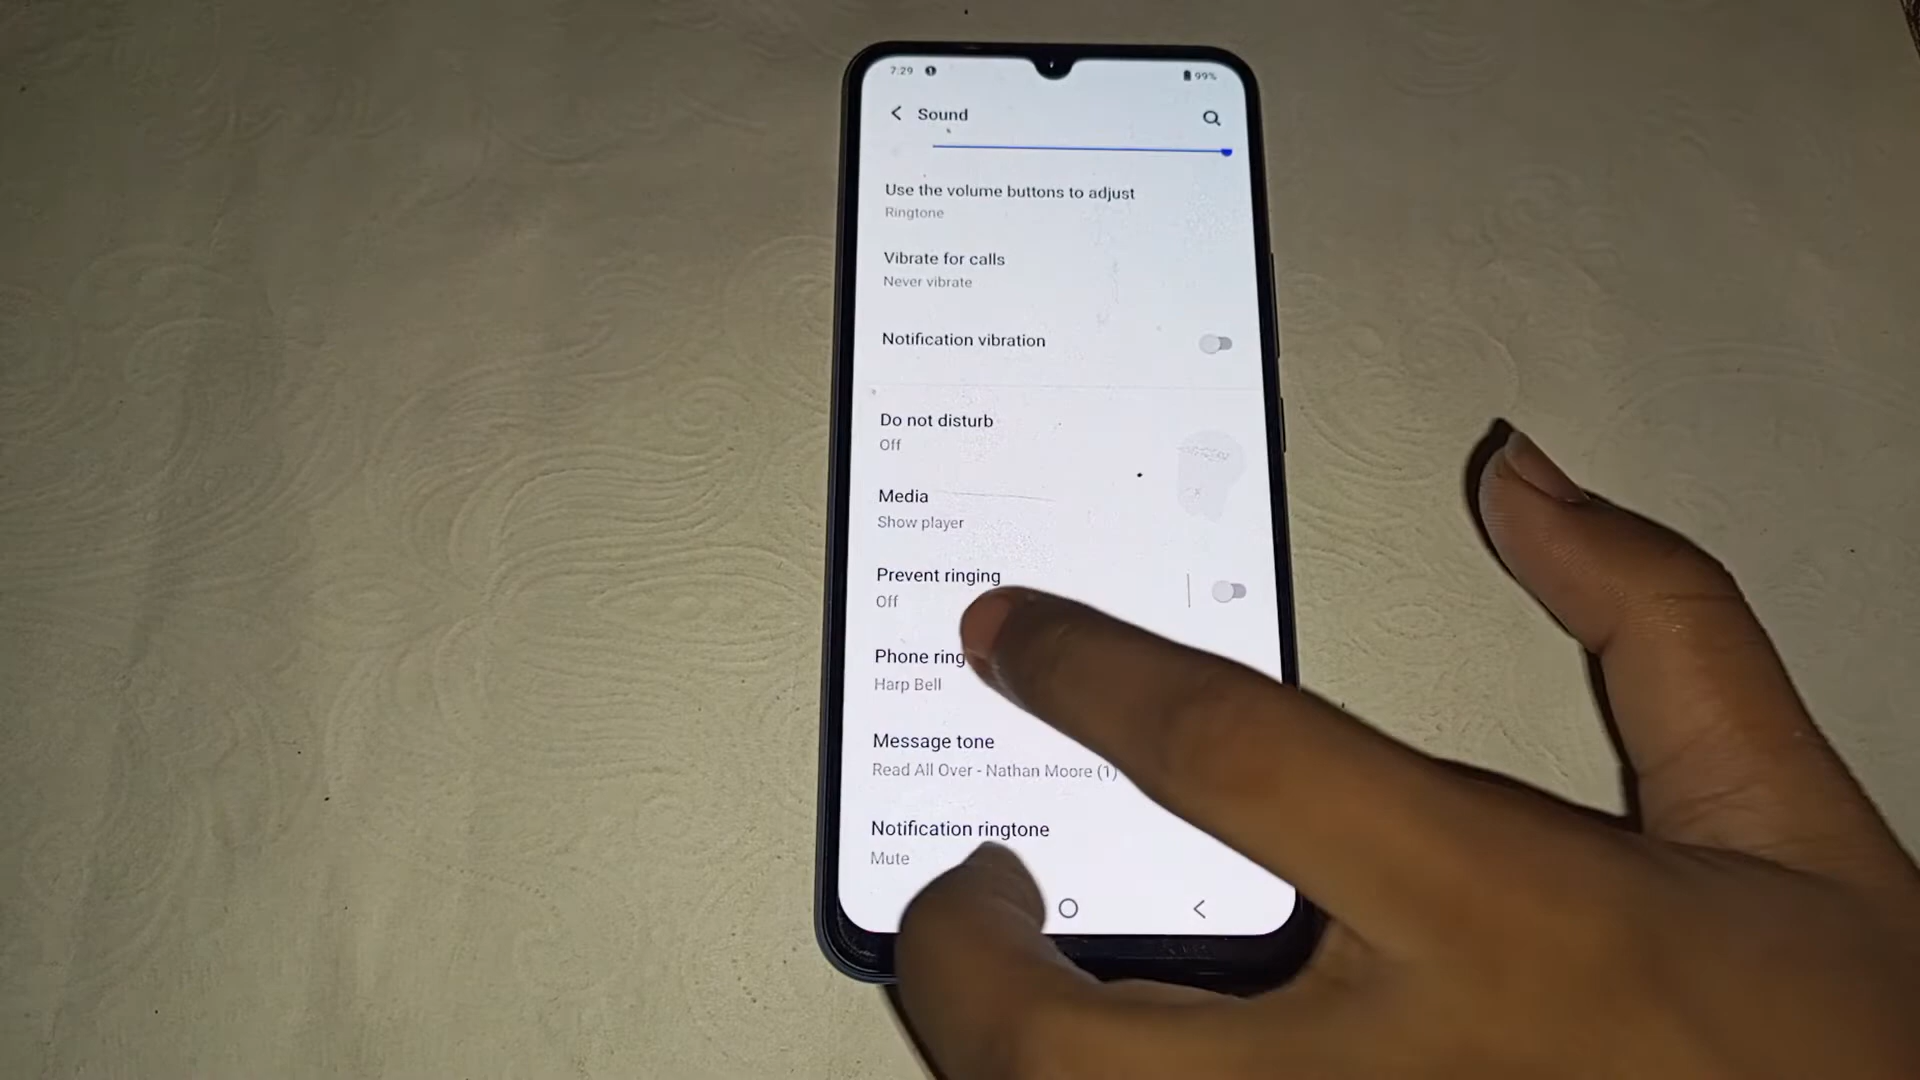 7:29
99%
Sound
Use the volume buttons to adjust
Ringtone
Vibrate for calls
Never vibrate
Notification vibration
Do not disturb
Off
Media
Show player
Prevent ringing
Off
Phone ring
Harp Bell
Message tone
Read All Over - Nathan Moore (1)
Notification ringtone
Mute